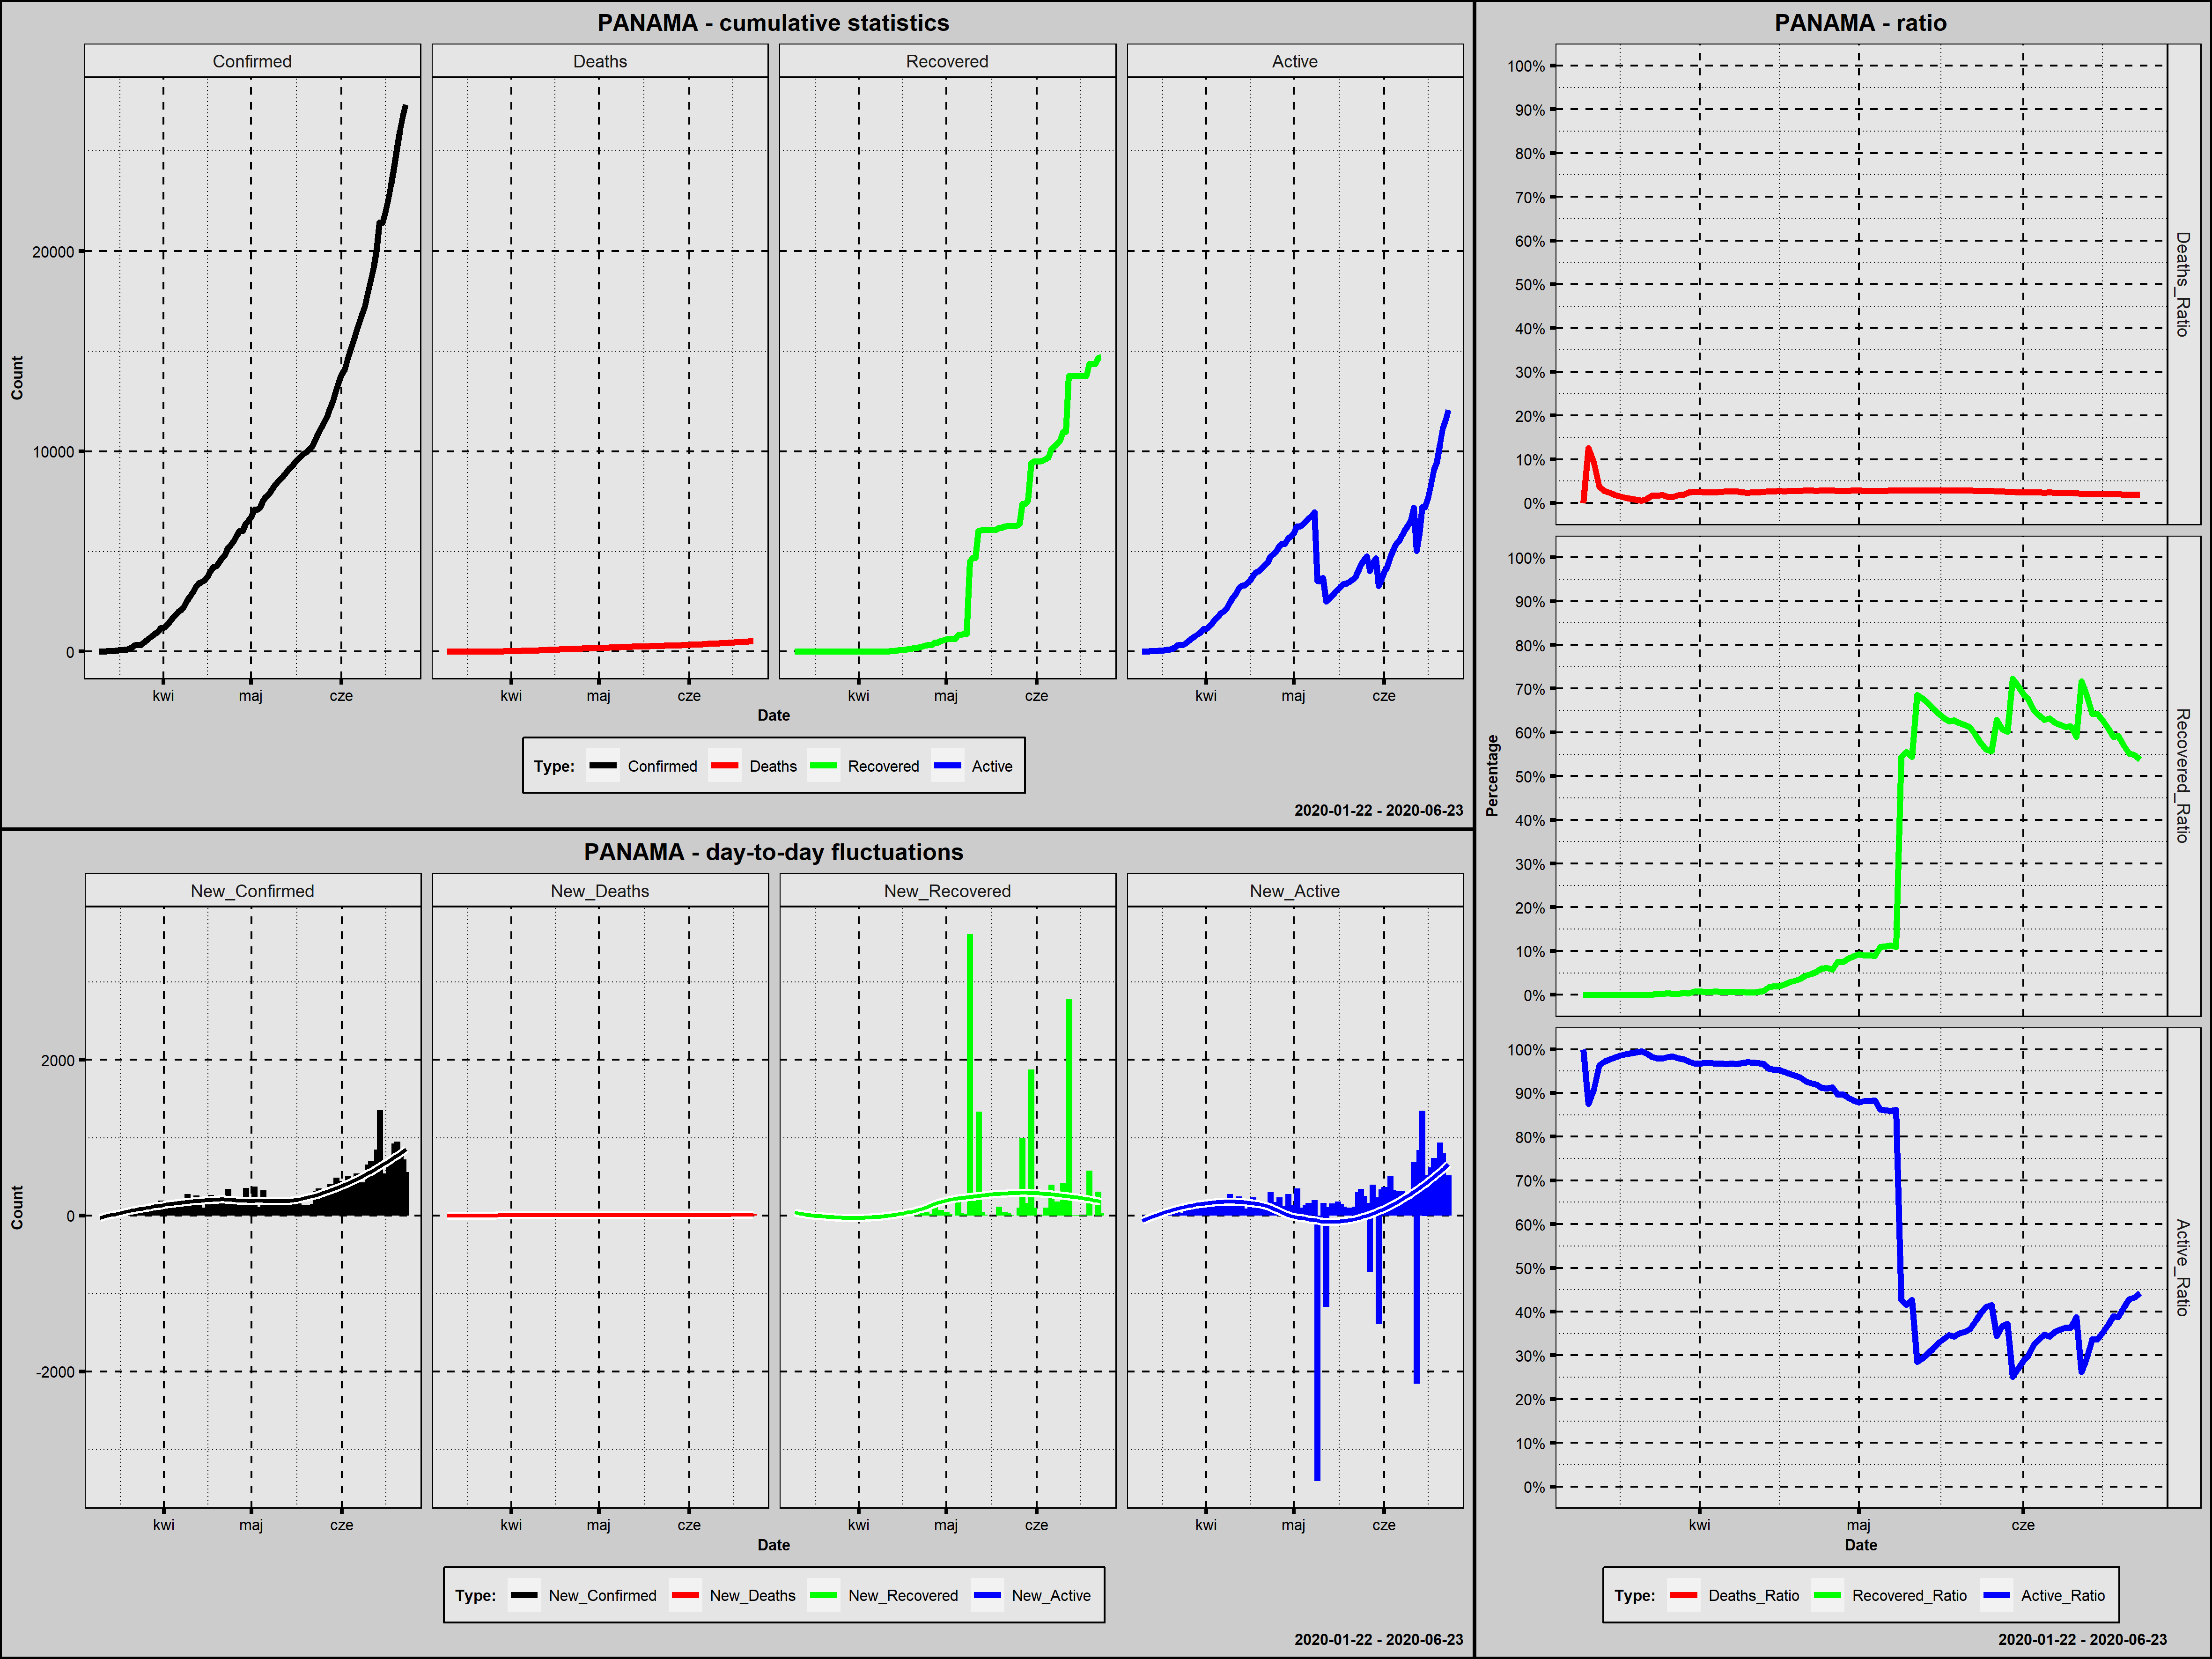 PANAMA - cumulative statistics
Confirmed Deaths Recovered Active
Count
20000
10000
0
kwi maj cze kwi maj cze kwi maj cze kwi maj cze
Date
Type: Confirmed Deaths Recovered Active
2020-01-22 - 2020-06-23
PANAMA - day-to-day fluctuations
New_Confirmed New_Deaths New_Recovered New_Active
Count
2000
0
-2000
kwi maj cze kwi maj cze kwi maj cze kwi maj cze
Date
Type: New_Confirmed New_Deaths New_Recovered New_Active
2020-01-22 - 2020-06-23
PANAMA - ratio
Percentage
100%
90%
80%
70%
60%
50%
40%
30%
20%
10%
0%
Deaths_Ratio
100%
90%
80%
70%
60%
50%
40%
30%
20%
10%
0%
Recovered_Ratio
100%
90%
80%
70%
60%
50%
40%
30%
20%
10%
0%
Active_Ratio
kwi maj cze
Date
Type: Deaths_Ratio Recovered_Ratio Active_Ratio
2020-01-22 - 2020-06-23